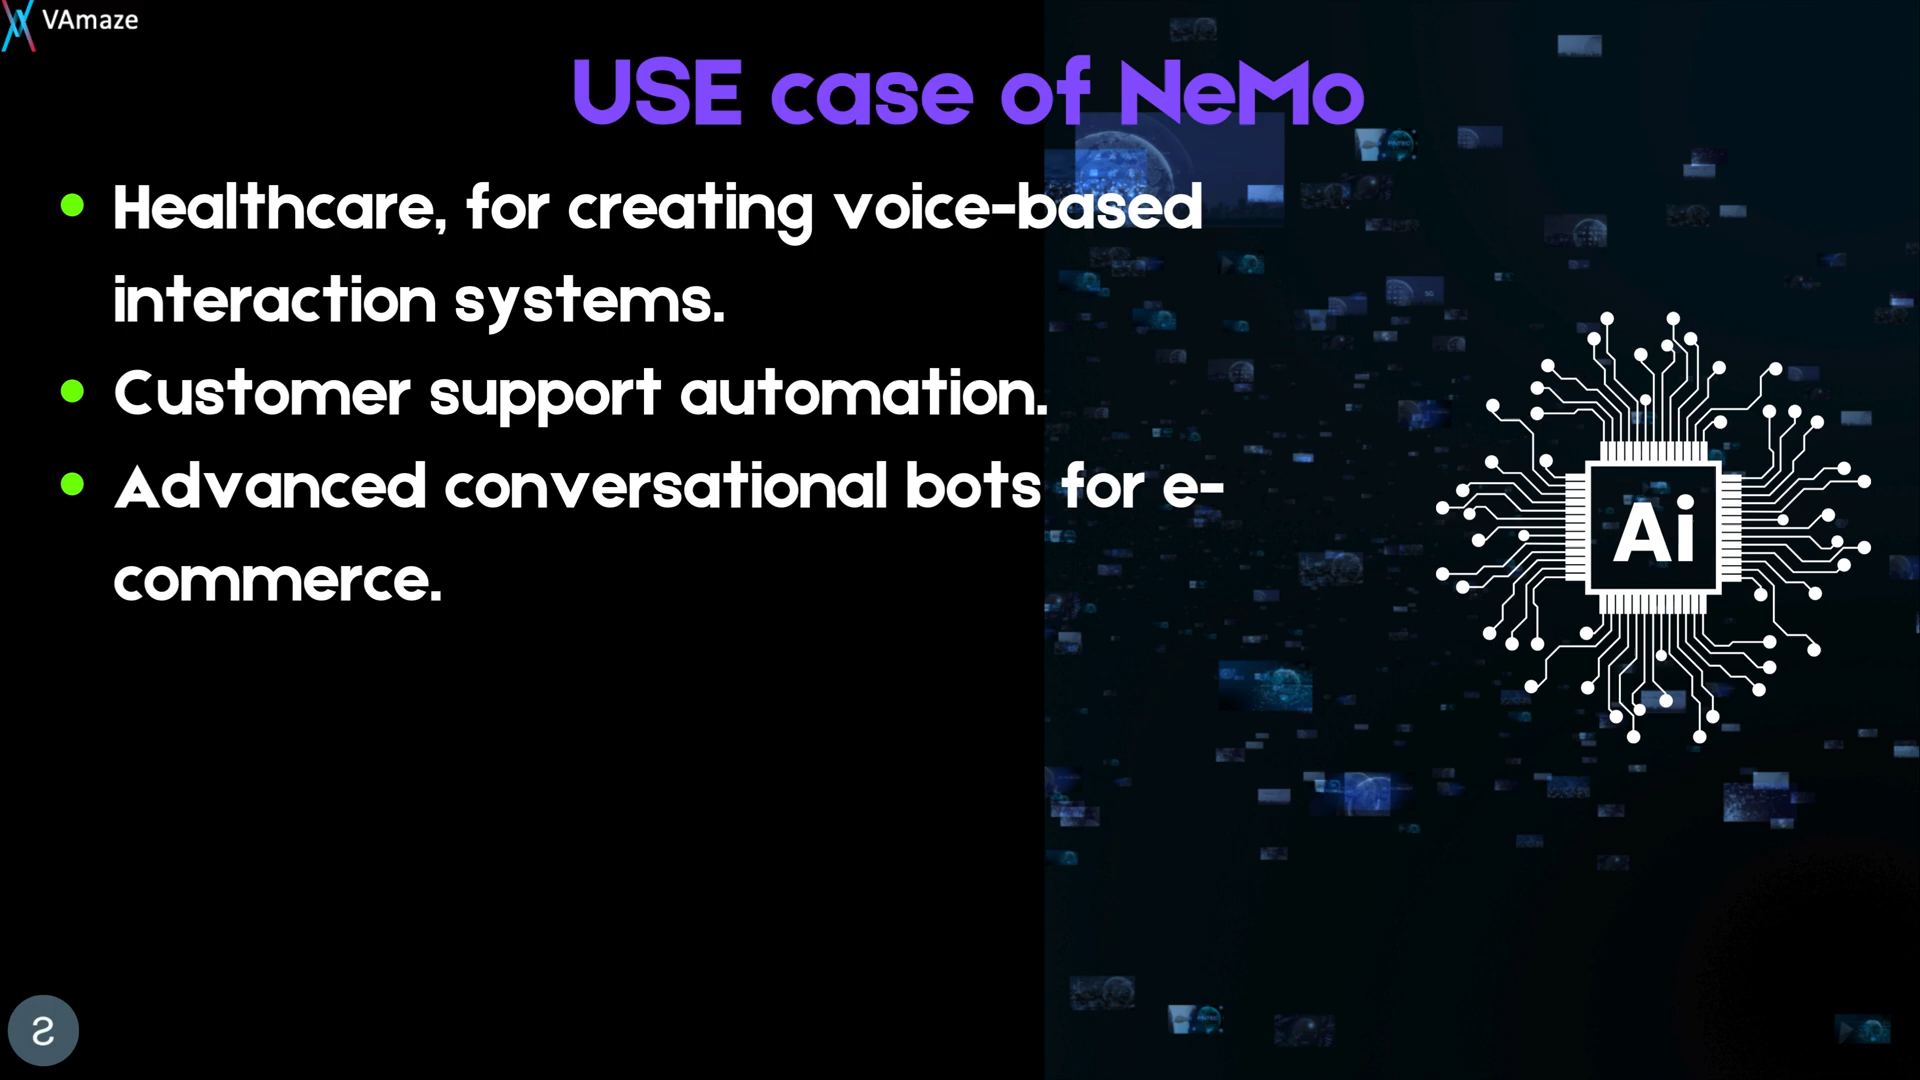 VAmaze
USE case of NeMo
Healthcare, for creating voice-based
interaction systems.
Customer support automation.
Advanced conversational bots for e-
commerce.
Ai